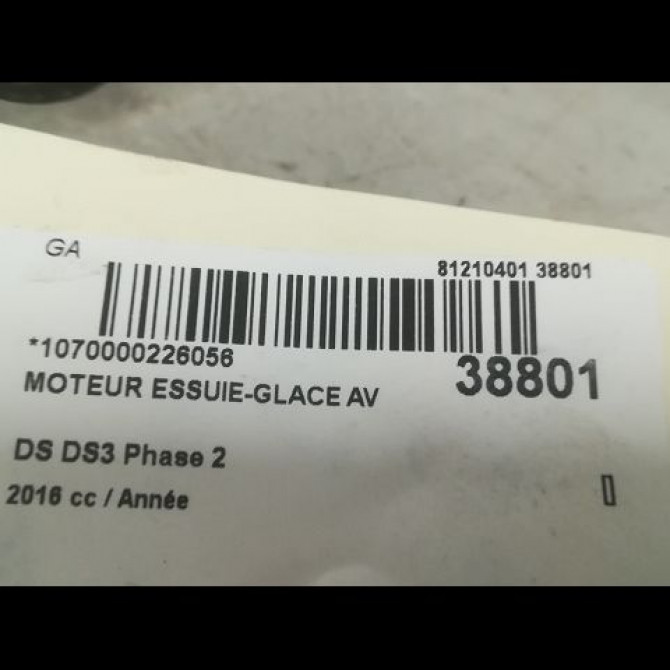 GA
81210401 38801
*1070000226056
38801
MOTEUR ESSUIE-GLACE AV
DS DS3 Phase 2
2016 cc / Année